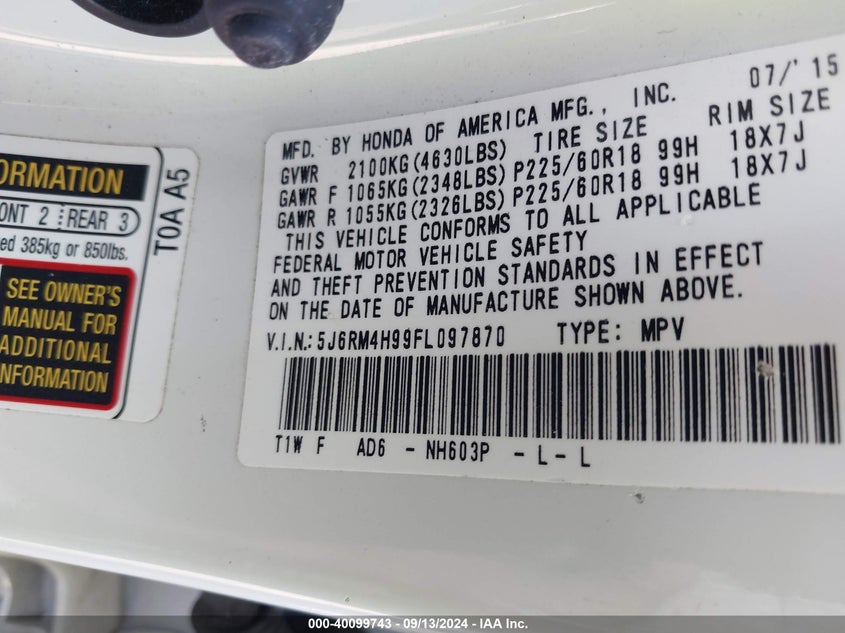 ORMATION
ONT 2 REAR 3
ed 385kg or 850lbs.
SEE OWNER'S
MANUAL FOR
ADDITIONAL
NFORMATION
T0A A5
07/'15
MFD. BY HONDA OF AMERICA MFG., INC.
GVWR 2100KG(4630LBS) TIRE SIZE RIM SIZE
GAWR F 1065KG(2348LBS)P225/60R18 99H 18X7J
GAWR R 1055KG(2326LBS)P225/60R18 99H 18X7J
THIS VEHICLE CONFORMS TO ALL APPLICABLE
FEDERAL MOTOR VEHICLE SAFETY
AND THEFT PREVENTION STANDARDS IN EFFECT
ON THE DATE OF MANUFACTURE SHOWN ABOVE.
V.I.N.:5J6RM4H99FL097870 TYPE: MPV
T1W F AD6 - NH603P - L - L
000-40099743 - 09/13/2024 - IAA Inc.